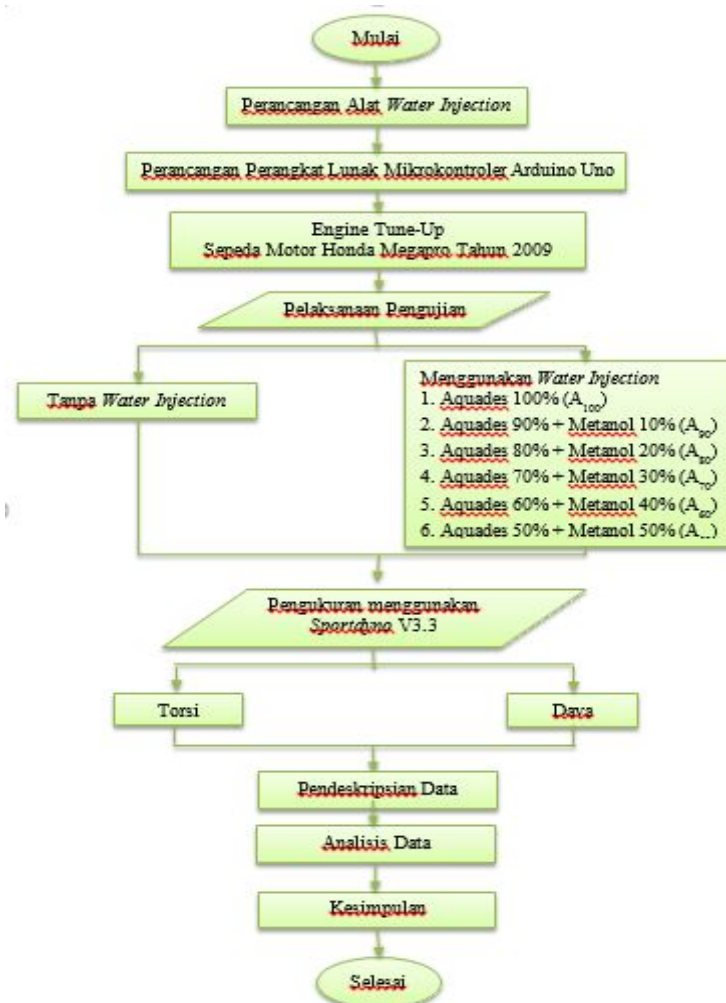 Mulai
Perancangan Alat Water Injection
Perancangan Perangkat Lunak Mikrokontroler Arduino Uno
Engine Tune-Up
Sepeda Motor Honda Megapro Tahun 2009
Pelaksanaan Pengujian
Tanpa Water Injection
Menggunakan Water Injection
1. Aquades 100% (A₁₀₀)
2. Aquades 90% + Metanol 10% (A₉₀)
3. Aquades 80% + Metanol 20% (A₈₀)
4. Aquades 70% + Metanol 30% (A₇₀)
5. Aquades 60% + Metanol 40% (A₆₀)
6. Aquades 50% + Metanol 50%
Pengukuran menggunakan
Sportdyno V3.3
Torsi
Daya
Pendeskripsian Data
Analisis Data
Kesimpulan
Selesai